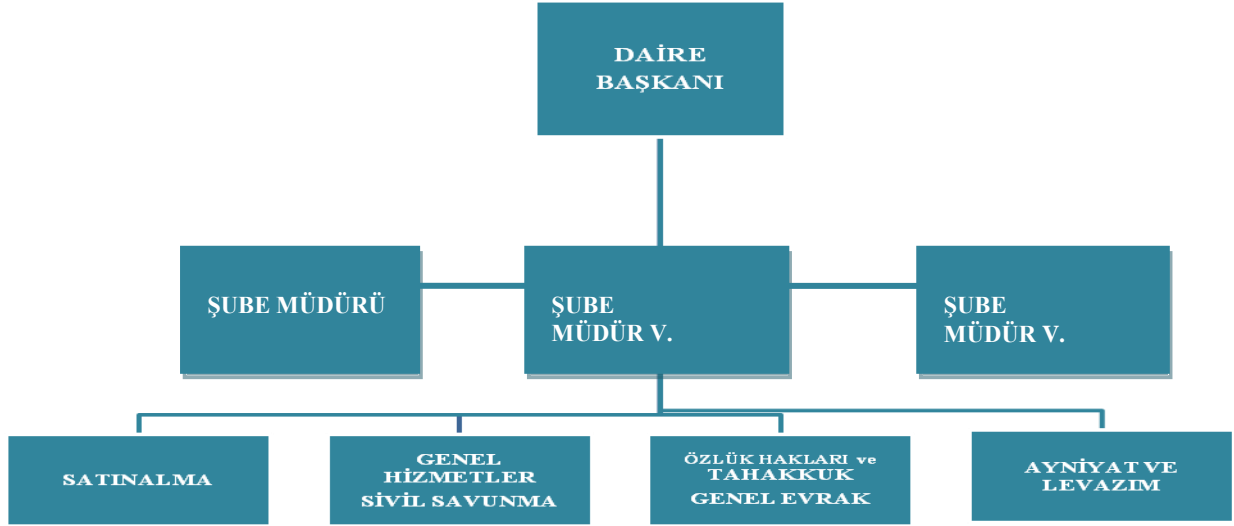 DAİRE
BAŞKANI
ŞUBE MÜDÜRÜ
ŞUBE
MÜDÜR V.
ŞUBE
MÜDÜR V.
SATINALMA
GENEL
HİZMETLER
SİVİL SAVUNMA
ÖZLÜK HAKLARI ve
TAHAKKUK
GENEL EVRAK
AYNİYAT VE
LEVAZIM